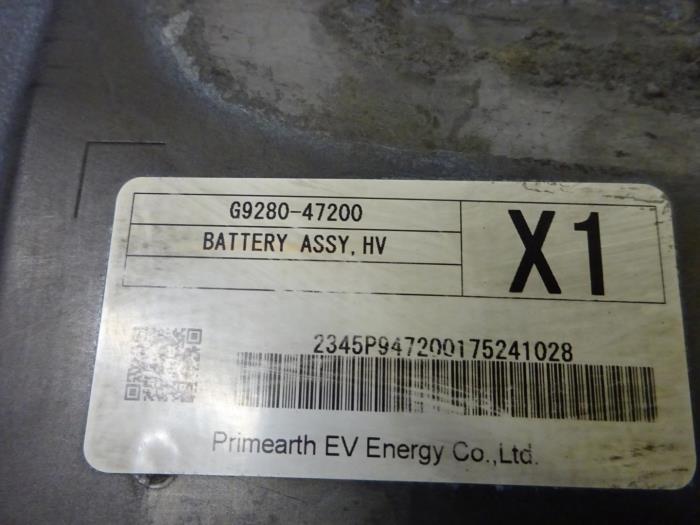 G9280-47200
BATTERY ASSY, HV
X1
2345P947200175241028
Primearth EV Energy Co.,Ltd.